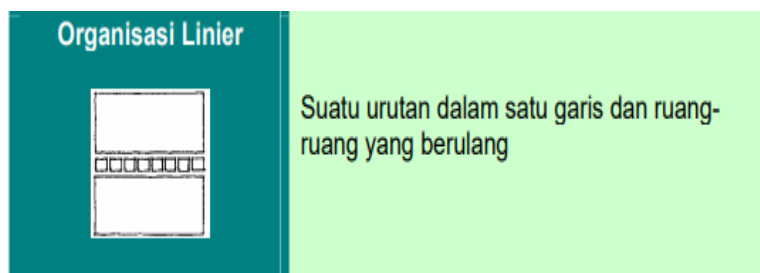 Organisasi Linier
Suatu urutan dalam satu garis dan ruang-
ruang yang berulang